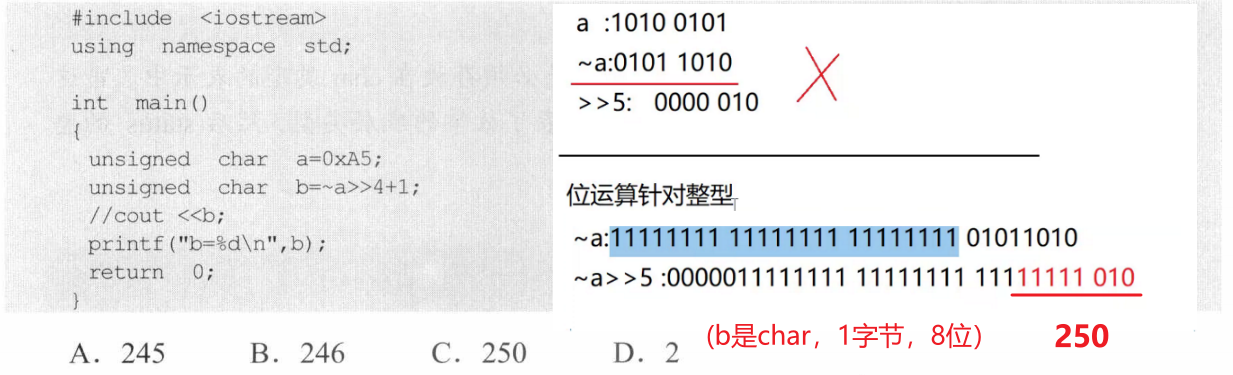 #include <iostream>
using namespace std;
int main()
{
unsigned char a=0xA5;
unsigned char b=~a>>4+1;
//cout <<b;
printf("b=%d\n",b);
return 0;
}
A. 245 B. 246 C. 250 D. 2
a :1010 0101
~a:0101 1010
>>5: 0000 010
位运算针对整型
~a:11111111 11111111 11111111 01011010
~a>>5 :0000011111111 11111111 11111111 010
(b是char，1字节，8位) 250